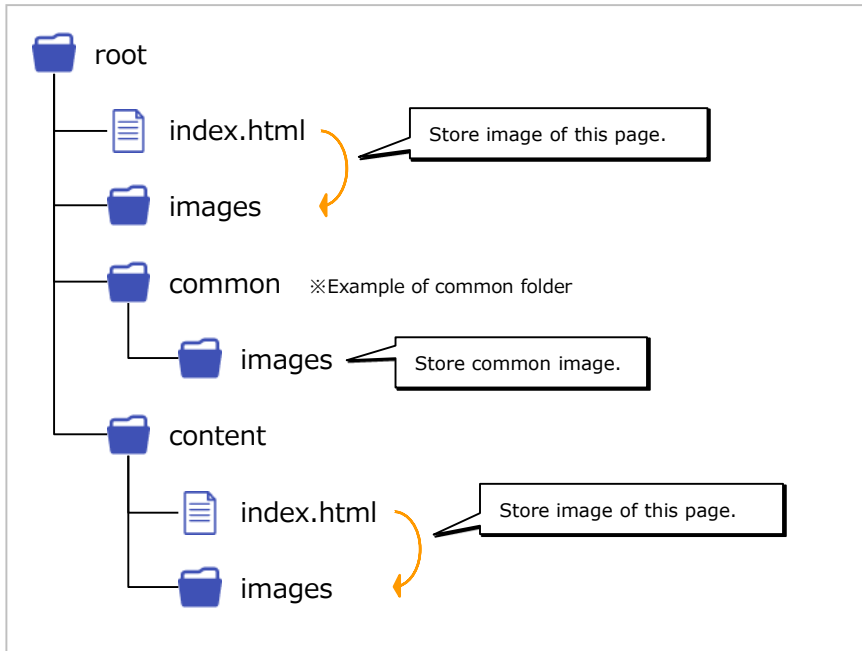 root
index.html
Store image of this page.
images
common ※Example of common folder
images
Store common image.
content
index.html
Store image of this page.
images